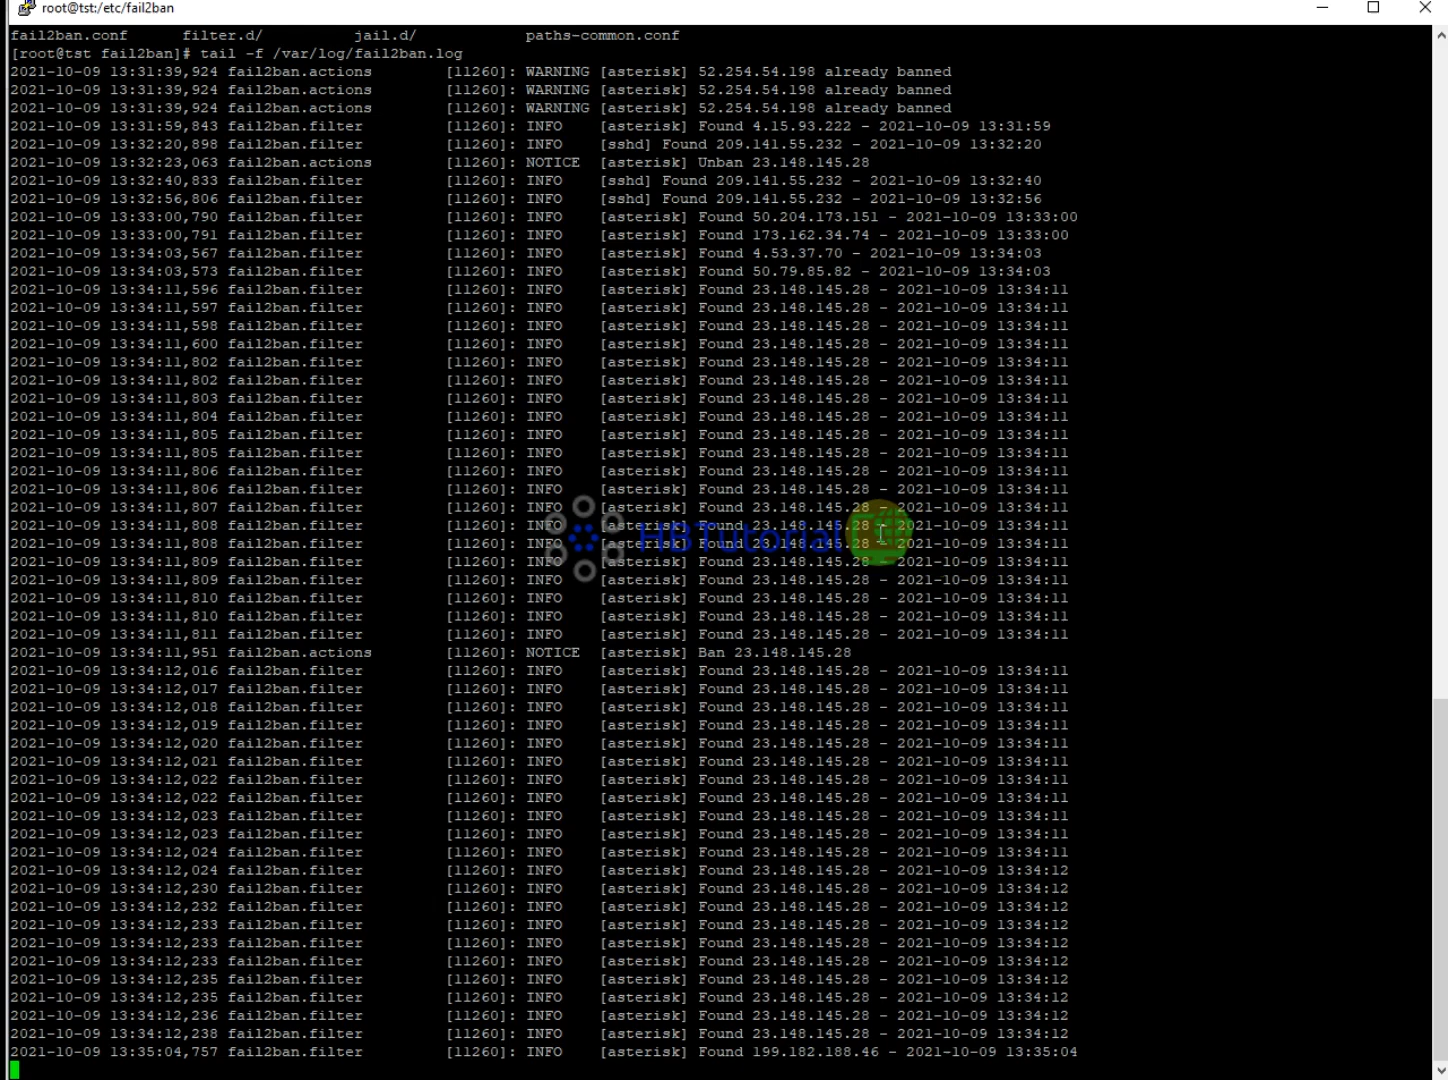 root@tst:/etc/fail2ban
fail2ban.conf filter.d/ jail.d/ paths-common.conf
[root@tst fail2ban]# tail -f /var/log/fail2ban.log
2021-10-09 13:31:39,924 fail2ban.actions [11260]: WARNING [asterisk] 52.254.54.198 already banned
2021-10-09 13:31:39,924 fail2ban.actions [11260]: WARNING [asterisk] 52.254.54.198 already banned
2021-10-09 13:31:39,924 fail2ban.actions [11260]: WARNING [asterisk] 52.254.54.198 already banned
2021-10-09 13:31:59,843 fail2ban.filter [11260]: INFO [asterisk] Found 4.15.93.222 - 2021-10-09 13:31:59
2021-10-09 13:32:20,898 fail2ban.filter [11260]: INFO [sshd] Found 209.141.55.232 - 2021-10-09 13:32:20
2021-10-09 13:32:23,063 fail2ban.actions [11260]: NOTICE [asterisk] Unban 23.148.145.28
2021-10-09 13:32:40,833 fail2ban.filter [11260]: INFO [sshd] Found 209.141.55.232 - 2021-10-09 13:32:40
2021-10-09 13:32:56,806 fail2ban.filter [11260]: INFO [sshd] Found 209.141.55.232 - 2021-10-09 13:32:56
2021-10-09 13:33:00,790 fail2ban.filter [11260]: INFO [asterisk] Found 50.204.173.151 - 2021-10-09 13:33:00
2021-10-09 13:33:00,791 fail2ban.filter [11260]: INFO [asterisk] Found 173.162.34.74 - 2021-10-09 13:33:00
2021-10-09 13:34:03,567 fail2ban.filter [11260]: INFO [asterisk] Found 4.53.37.70 - 2021-10-09 13:34:03
2021-10-09 13:34:03,573 fail2ban.filter [11260]: INFO [asterisk] Found 50.79.85.82 - 2021-10-09 13:34:03
2021-10-09 13:34:11,596 fail2ban.filter [11260]: INFO [asterisk] Found 23.148.145.28 - 2021-10-09 13:34:11
2021-10-09 13:34:11,597 fail2ban.filter [11260]: INFO [asterisk] Found 23.148.145.28 - 2021-10-09 13:34:11
2021-10-09 13:34:11,598 fail2ban.filter [11260]: INFO [asterisk] Found 23.148.145.28 - 2021-10-09 13:34:11
2021-10-09 13:34:11,600 fail2ban.filter [11260]: INFO [asterisk] Found 23.148.145.28 - 2021-10-09 13:34:11
2021-10-09 13:34:11,802 fail2ban.filter [11260]: INFO [asterisk] Found 23.148.145.28 - 2021-10-09 13:34:11
2021-10-09 13:34:11,802 fail2ban.filter [11260]: INFO [asterisk] Found 23.148.145.28 - 2021-10-09 13:34:11
2021-10-09 13:34:11,803 fail2ban.filter [11260]: INFO [asterisk] Found 23.148.145.28 - 2021-10-09 13:34:11
2021-10-09 13:34:11,804 fail2ban.filter [11260]: INFO [asterisk] Found 23.148.145.28 - 2021-10-09 13:34:11
2021-10-09 13:34:11,805 fail2ban.filter [11260]: INFO [asterisk] Found 23.148.145.28 - 2021-10-09 13:34:11
2021-10-09 13:34:11,805 fail2ban.filter [11260]: INFO [asterisk] Found 23.148.145.28 - 2021-10-09 13:34:11
2021-10-09 13:34:11,806 fail2ban.filter [11260]: INFO [asterisk] Found 23.148.145.28 - 2021-10-09 13:34:11
2021-10-09 13:34:11,806 fail2ban.filter [11260]: INFO [asterisk] Found 23.148.145.28 - 2021-10-09 13:34:11
2021-10-09 13:34:11,807 fail2ban.filter [11260]: INFO [asterisk] Found 23.148.145.28 - 2021-10-09 13:34:11
2021-10-09 13:34:11,808 fail2ban.filter [11260]: INFO [asterisk] Found 23.148.145.28 - 2021-10-09 13:34:11
HBTutorial
2021-10-09 13:34:11,808 fail2ban.filter [11260]: INFO [asterisk] Found 23.148.145.28 - 2021-10-09 13:34:11
2021-10-09 13:34:11,809 fail2ban.filter [11260]: INFO [asterisk] Found 23.148.145.28 - 2021-10-09 13:34:11
2021-10-09 13:34:11,809 fail2ban.filter [11260]: INFO [asterisk] Found 23.148.145.28 - 2021-10-09 13:34:11
2021-10-09 13:34:11,810 fail2ban.filter [11260]: INFO [asterisk] Found 23.148.145.28 - 2021-10-09 13:34:11
2021-10-09 13:34:11,810 fail2ban.filter [11260]: INFO [asterisk] Found 23.148.145.28 - 2021-10-09 13:34:11
2021-10-09 13:34:11,811 fail2ban.filter [11260]: INFO [asterisk] Found 23.148.145.28 - 2021-10-09 13:34:11
2021-10-09 13:34:11,951 fail2ban.actions [11260]: NOTICE [asterisk] Ban 23.148.145.28
2021-10-09 13:34:12,016 fail2ban.filter [11260]: INFO [asterisk] Found 23.148.145.28 - 2021-10-09 13:34:11
2021-10-09 13:34:12,017 fail2ban.filter [11260]: INFO [asterisk] Found 23.148.145.28 - 2021-10-09 13:34:11
2021-10-09 13:34:12,018 fail2ban.filter [11260]: INFO [asterisk] Found 23.148.145.28 - 2021-10-09 13:34:11
2021-10-09 13:34:12,019 fail2ban.filter [11260]: INFO [asterisk] Found 23.148.145.28 - 2021-10-09 13:34:11
2021-10-09 13:34:12,020 fail2ban.filter [11260]: INFO [asterisk] Found 23.148.145.28 - 2021-10-09 13:34:11
2021-10-09 13:34:12,021 fail2ban.filter [11260]: INFO [asterisk] Found 23.148.145.28 - 2021-10-09 13:34:11
2021-10-09 13:34:12,022 fail2ban.filter [11260]: INFO [asterisk] Found 23.148.145.28 - 2021-10-09 13:34:11
2021-10-09 13:34:12,022 fail2ban.filter [11260]: INFO [asterisk] Found 23.148.145.28 - 2021-10-09 13:34:11
2021-10-09 13:34:12,023 fail2ban.filter [11260]: INFO [asterisk] Found 23.148.145.28 - 2021-10-09 13:34:11
2021-10-09 13:34:12,023 fail2ban.filter [11260]: INFO [asterisk] Found 23.148.145.28 - 2021-10-09 13:34:11
2021-10-09 13:34:12,024 fail2ban.filter [11260]: INFO [asterisk] Found 23.148.145.28 - 2021-10-09 13:34:11
2021-10-09 13:34:12,024 fail2ban.filter [11260]: INFO [asterisk] Found 23.148.145.28 - 2021-10-09 13:34:12
2021-10-09 13:34:12,230 fail2ban.filter [11260]: INFO [asterisk] Found 23.148.145.28 - 2021-10-09 13:34:12
2021-10-09 13:34:12,232 fail2ban.filter [11260]: INFO [asterisk] Found 23.148.145.28 - 2021-10-09 13:34:12
2021-10-09 13:34:12,233 fail2ban.filter [11260]: INFO [asterisk] Found 23.148.145.28 - 2021-10-09 13:34:12
2021-10-09 13:34:12,233 fail2ban.filter [11260]: INFO [asterisk] Found 23.148.145.28 - 2021-10-09 13:34:12
2021-10-09 13:34:12,233 fail2ban.filter [11260]: INFO [asterisk] Found 23.148.145.28 - 2021-10-09 13:34:12
2021-10-09 13:34:12,235 fail2ban.filter [11260]: INFO [asterisk] Found 23.148.145.28 - 2021-10-09 13:34:12
2021-10-09 13:34:12,235 fail2ban.filter [11260]: INFO [asterisk] Found 23.148.145.28 - 2021-10-09 13:34:12
2021-10-09 13:34:12,236 fail2ban.filter [11260]: INFO [asterisk] Found 23.148.145.28 - 2021-10-09 13:34:12
2021-10-09 13:34:12,238 fail2ban.filter [11260]: INFO [asterisk] Found 23.148.145.28 - 2021-10-09 13:34:12
2021-10-09 13:35:04,757 fail2ban.filter [11260]: INFO [asterisk] Found 199.182.188.46 - 2021-10-09 13:35:04